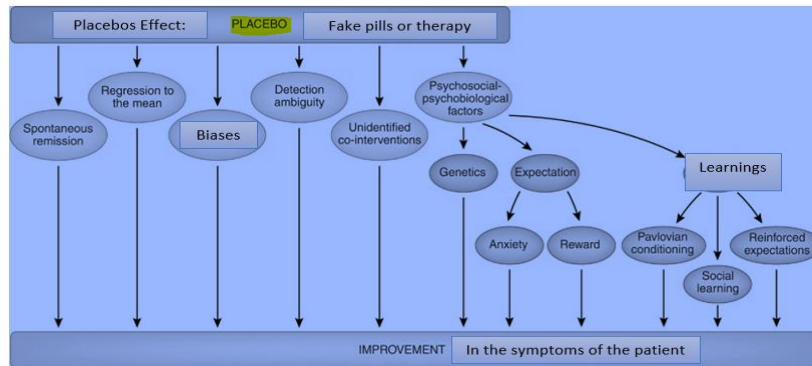 Placebos Effect: PLACEBO Fake pills or therapy
Spontaneous
remission
Regression to
the mean
Biases
Detection
ambiguity
Unidentified
co-interventions
Psychosocial-
psychobiological
factors
Genetics
Expectation
Learnings
Anxiety
Reward
Pavlovian
conditioning
Social
learning
Reinforced
expectations
IMPROVEMENT In the symptoms of the patient